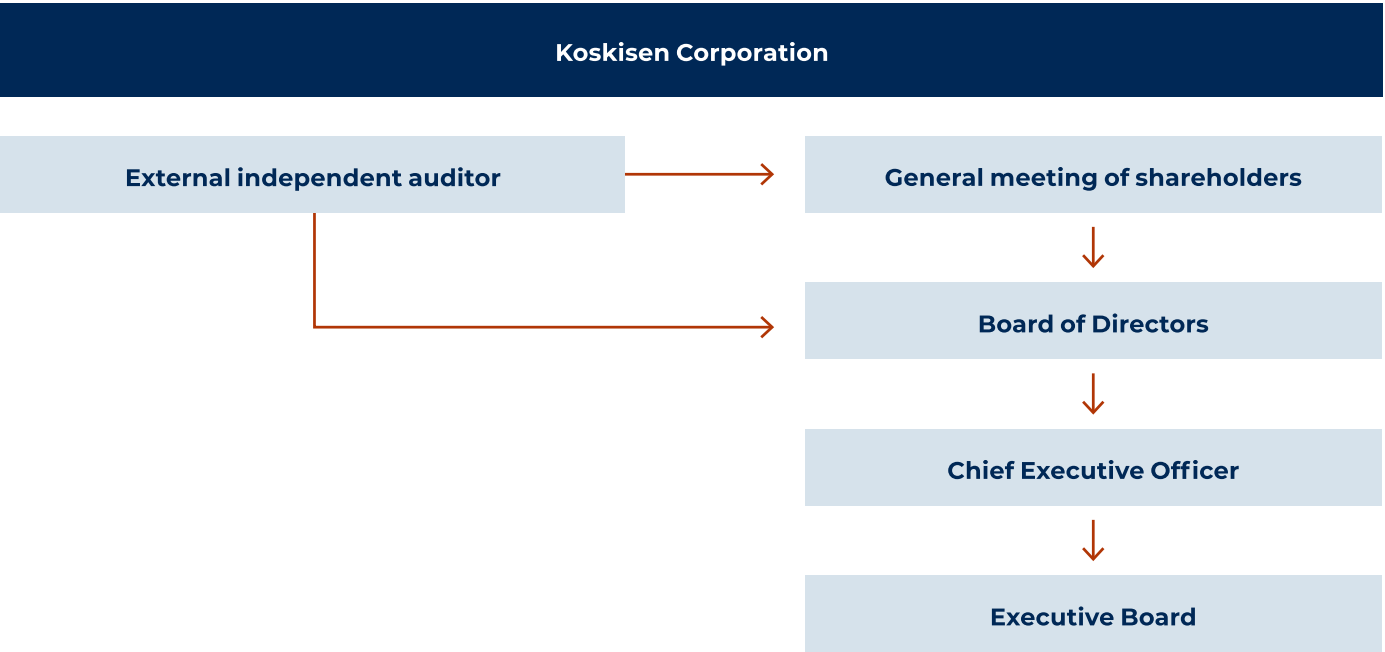 Koskisen Corporation
External independent auditor
General meeting of shareholders
Board of Directors
Chief Executive Officer
Executive Board